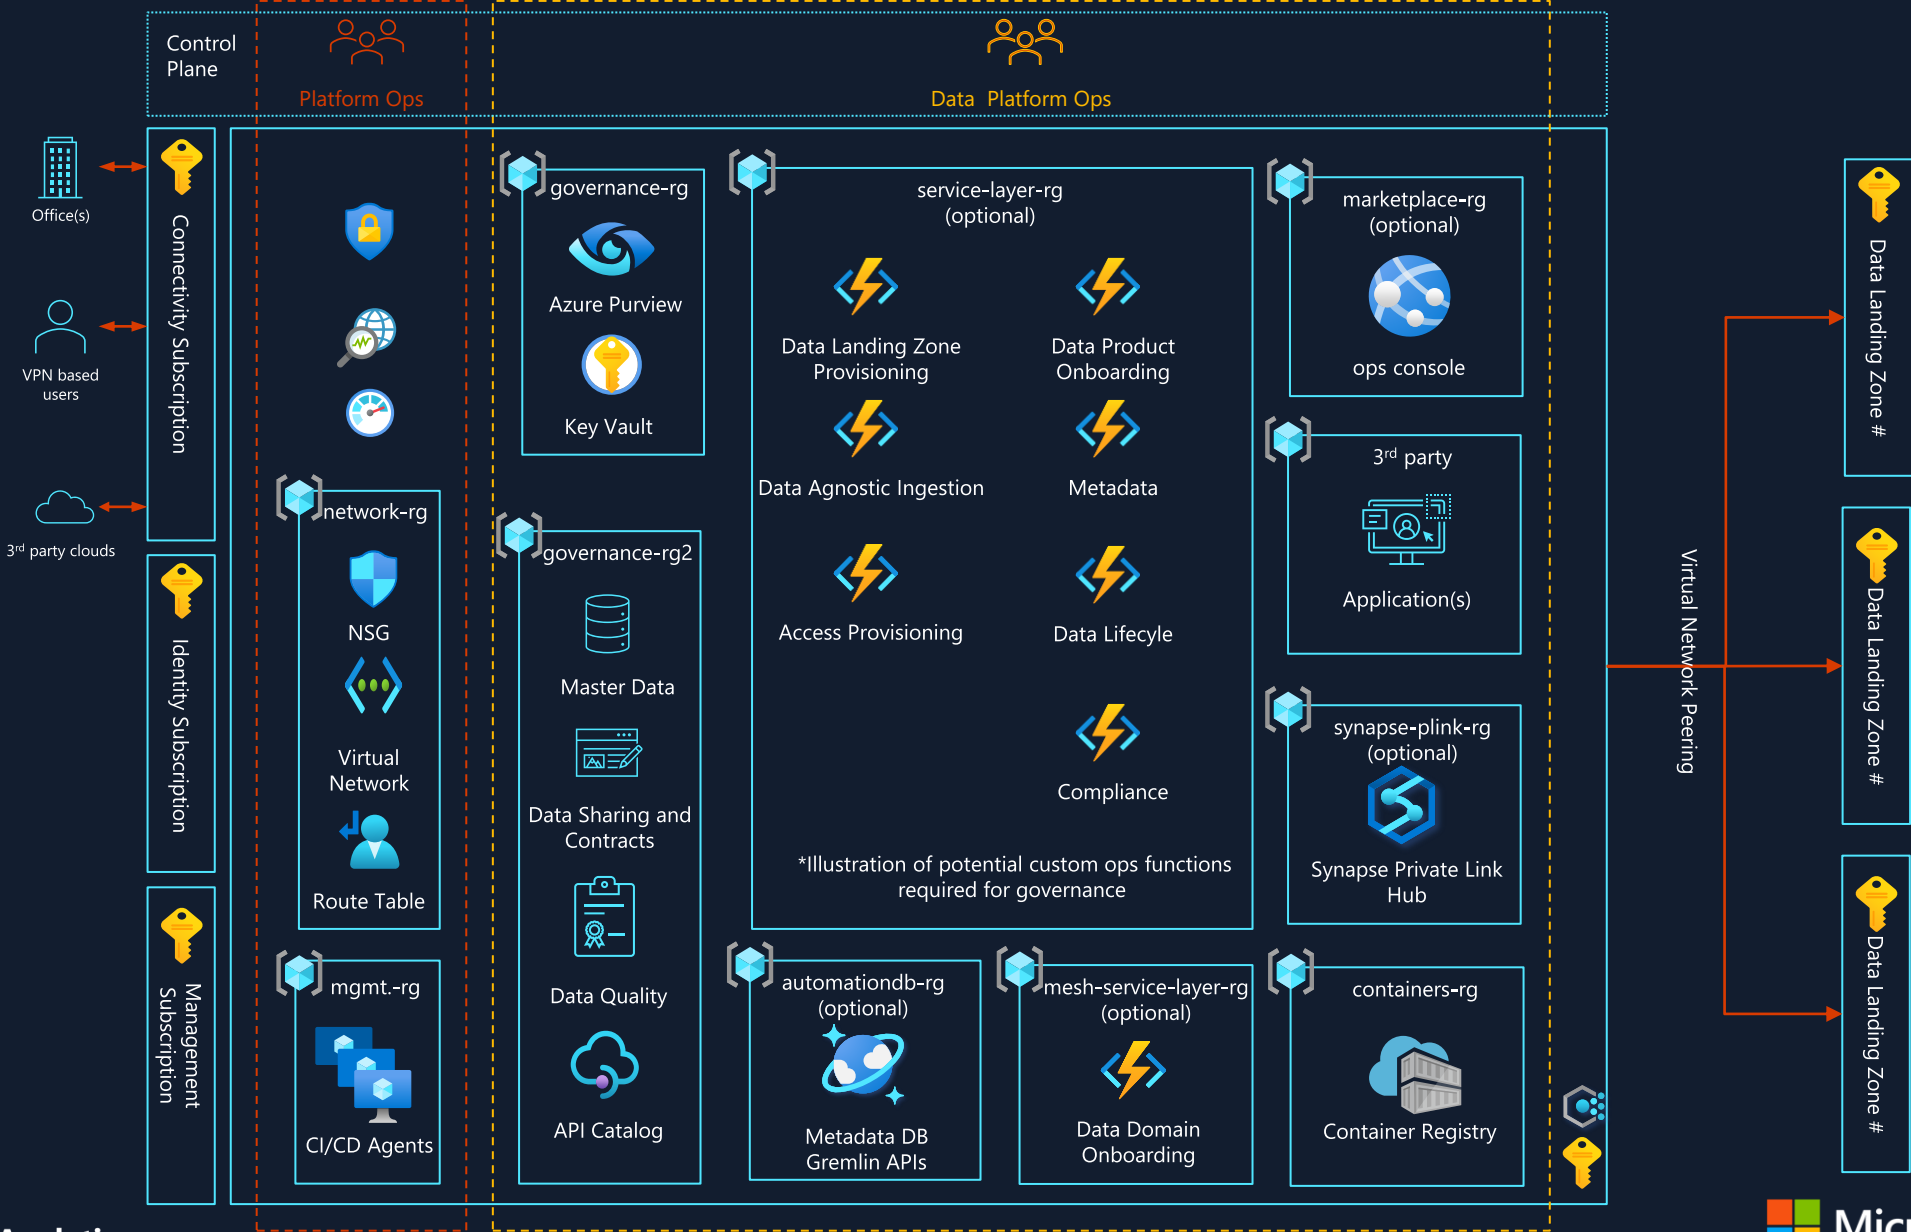 Control
Plane
Platform Ops
Data Platform Ops
Office(s)
VPN based
users
3rd party clouds
Connectivity Subscription
Identity Subscription
Management
Subscription
network-rg
NSG
Virtual
Network
Route Table
mgmt.-rg
CI/CD Agents
governance-rg
Azure Purview
Key Vault
governance-rg2
Master Data
Data Sharing and
Contracts
Data Quality
API Catalog
service-layer-rg
(optional)
Data Landing Zone
Provisioning
Data Product
Onboarding
Data Agnostic Ingestion
Metadata
Access Provisioning
Data Lifecyle
Compliance
*Illustration of potential custom ops functions
required for governance
automationdb-rg
(optional)
Metadata DB
Gremlin APIs
mesh-service-layer-rg
(optional)
Data Domain
Onboarding
marketplace-rg
(optional)
ops console
3rd party
Application(s)
synapse-plink-rg
(optional)
Synapse Private Link
Hub
containers-rg
Container Registry
Virtual Network Peering
Data Landing Zone #
Data Landing Zone #
Data Landing Zone #